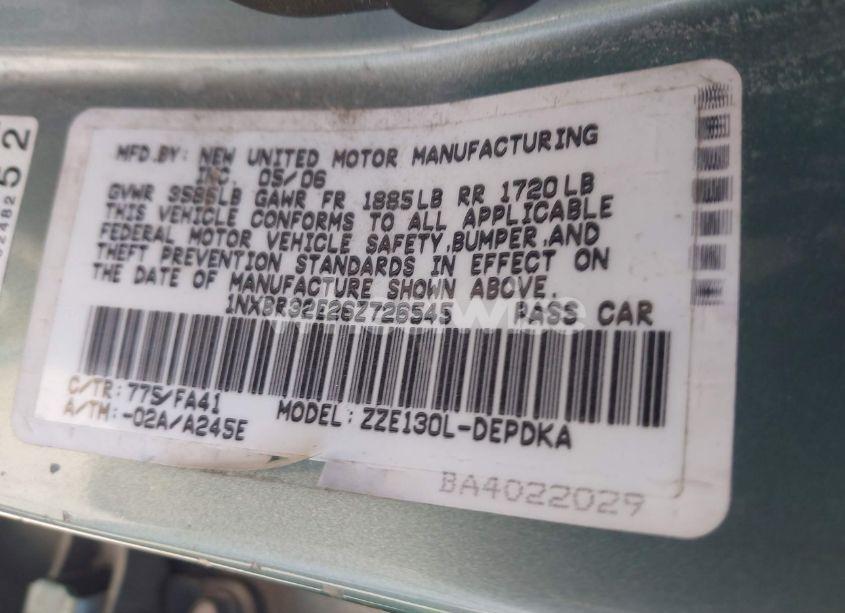 MFD.BY: NEW UNITED MOTOR MANUFACTURING
INC. 05/06
GVWR 3585LB GAWR FR 1885LB RR 1720LB
THIS VEHICLE CONFORMS TO ALL APPLICABLE
FEDERAL MOTOR VEHICLE SAFETY,BUMPER,AND
THEFT PREVENTION STANDARDS IN EFFECT ON
THE DATE OF MANUFACTURE SHOWN ABOVE.
1NXBR32E26Z726545 PASS CAR
C/TR: 775/FA41
A/TM: -02A/A245E MODEL: ZZE130L-DEPDKA
BA4022029